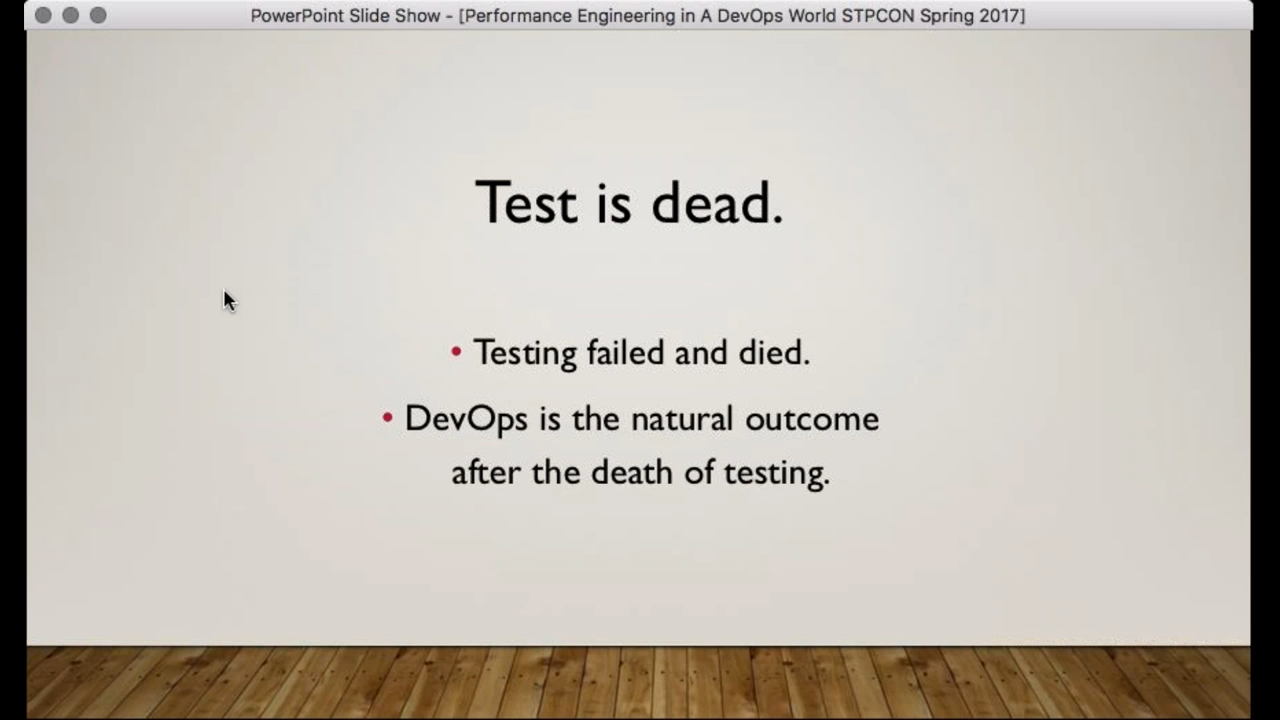 PowerPoint Slide Show - [Performance Engineering in A DevOps World STPCON Spring 2017]
Test is dead.
• Testing failed and died.
• DevOps is the natural outcome
after the death of testing.